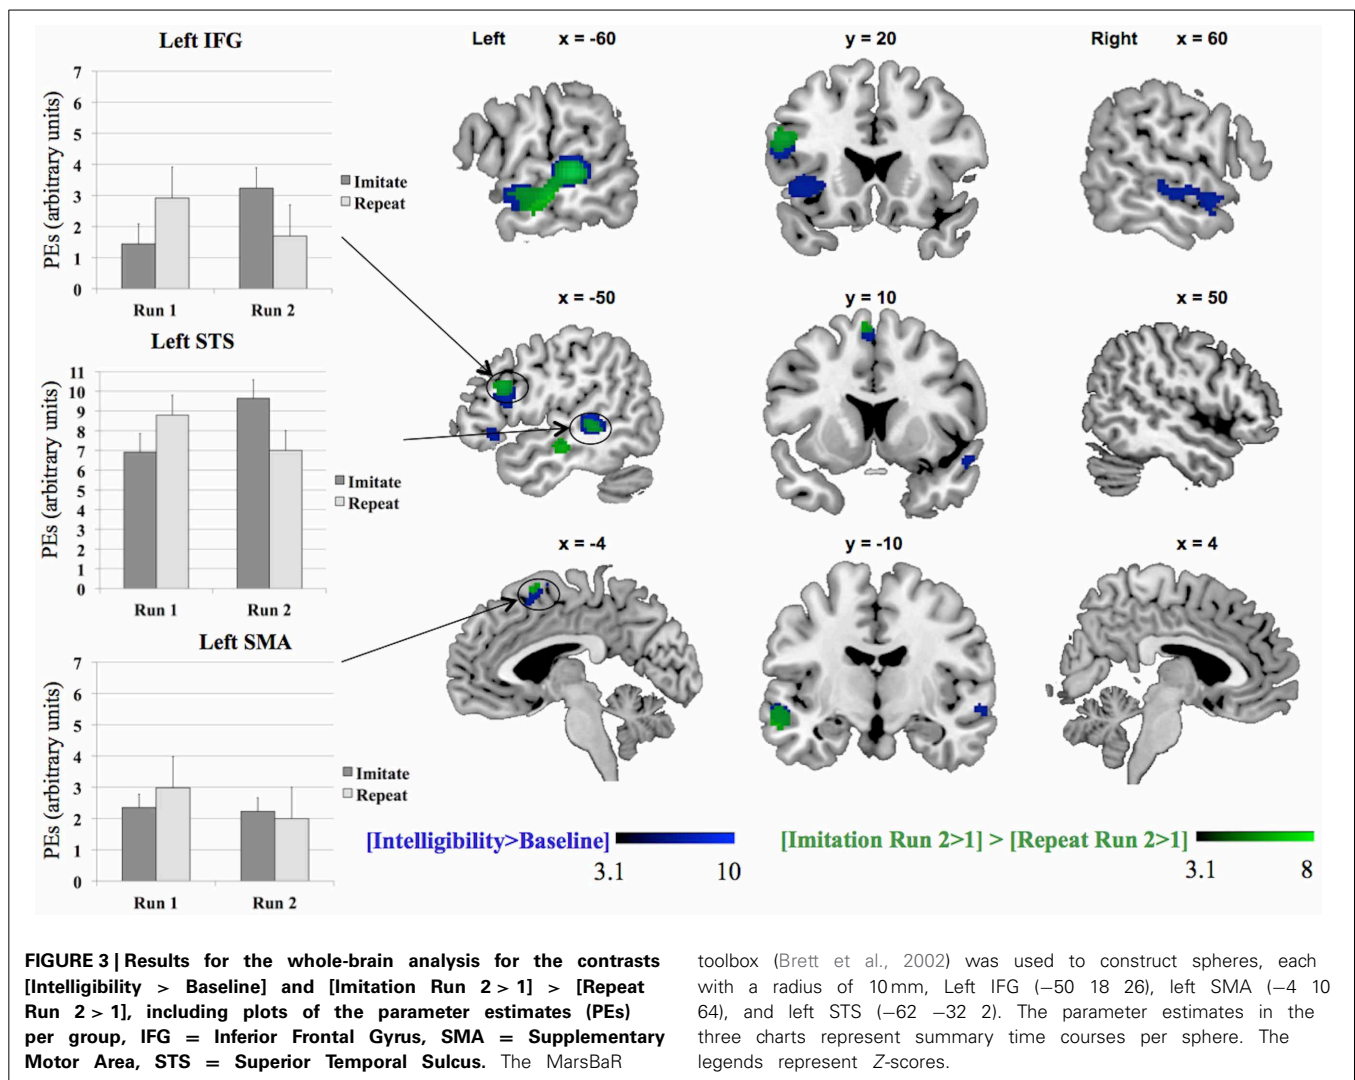 Left IFG
PEs (arbitrary units)
7
6
5
4
3
2
1
0
Run 1
Run 2
Imitate
Repeat
Left STS
PEs (arbitrary units)
11
10
9
8
7
6
5
4
3
2
1
0
Run 1
Run 2
Imitate
Repeat
Left SMA
PEs (arbitrary units)
7
6
5
4
3
2
1
0
Run 1
Run 2
Imitate
Repeat
Left x = -60
y = 20
Right x = 60
x = -50
y = 10
x = 50
x = -4
y = -10
x = 4
[Intelligibility>Baseline]
3.1 10
[Imitation Run 2>1] > [Repeat Run 2>1]
3.1 8
FIGURE 3 | Results for the whole-brain analysis for the contrasts
[Intelligibility > Baseline] and [Imitation Run 2 > 1] > [Repeat
Run 2 > 1], including plots of the parameter estimates (PEs)
per group, IFG = Inferior Frontal Gyrus, SMA = Supplementary
Motor Area, STS = Superior Temporal Sulcus. The MarsBaR
toolbox (Brett et al., 2002) was used to construct spheres, each
with a radius of 10 mm, Left IFG (−50 18 26), left SMA (−4 10
64), and left STS (−62 −32 2). The parameter estimates in the
three charts represent summary time courses per sphere. The
legends represent Z-scores.